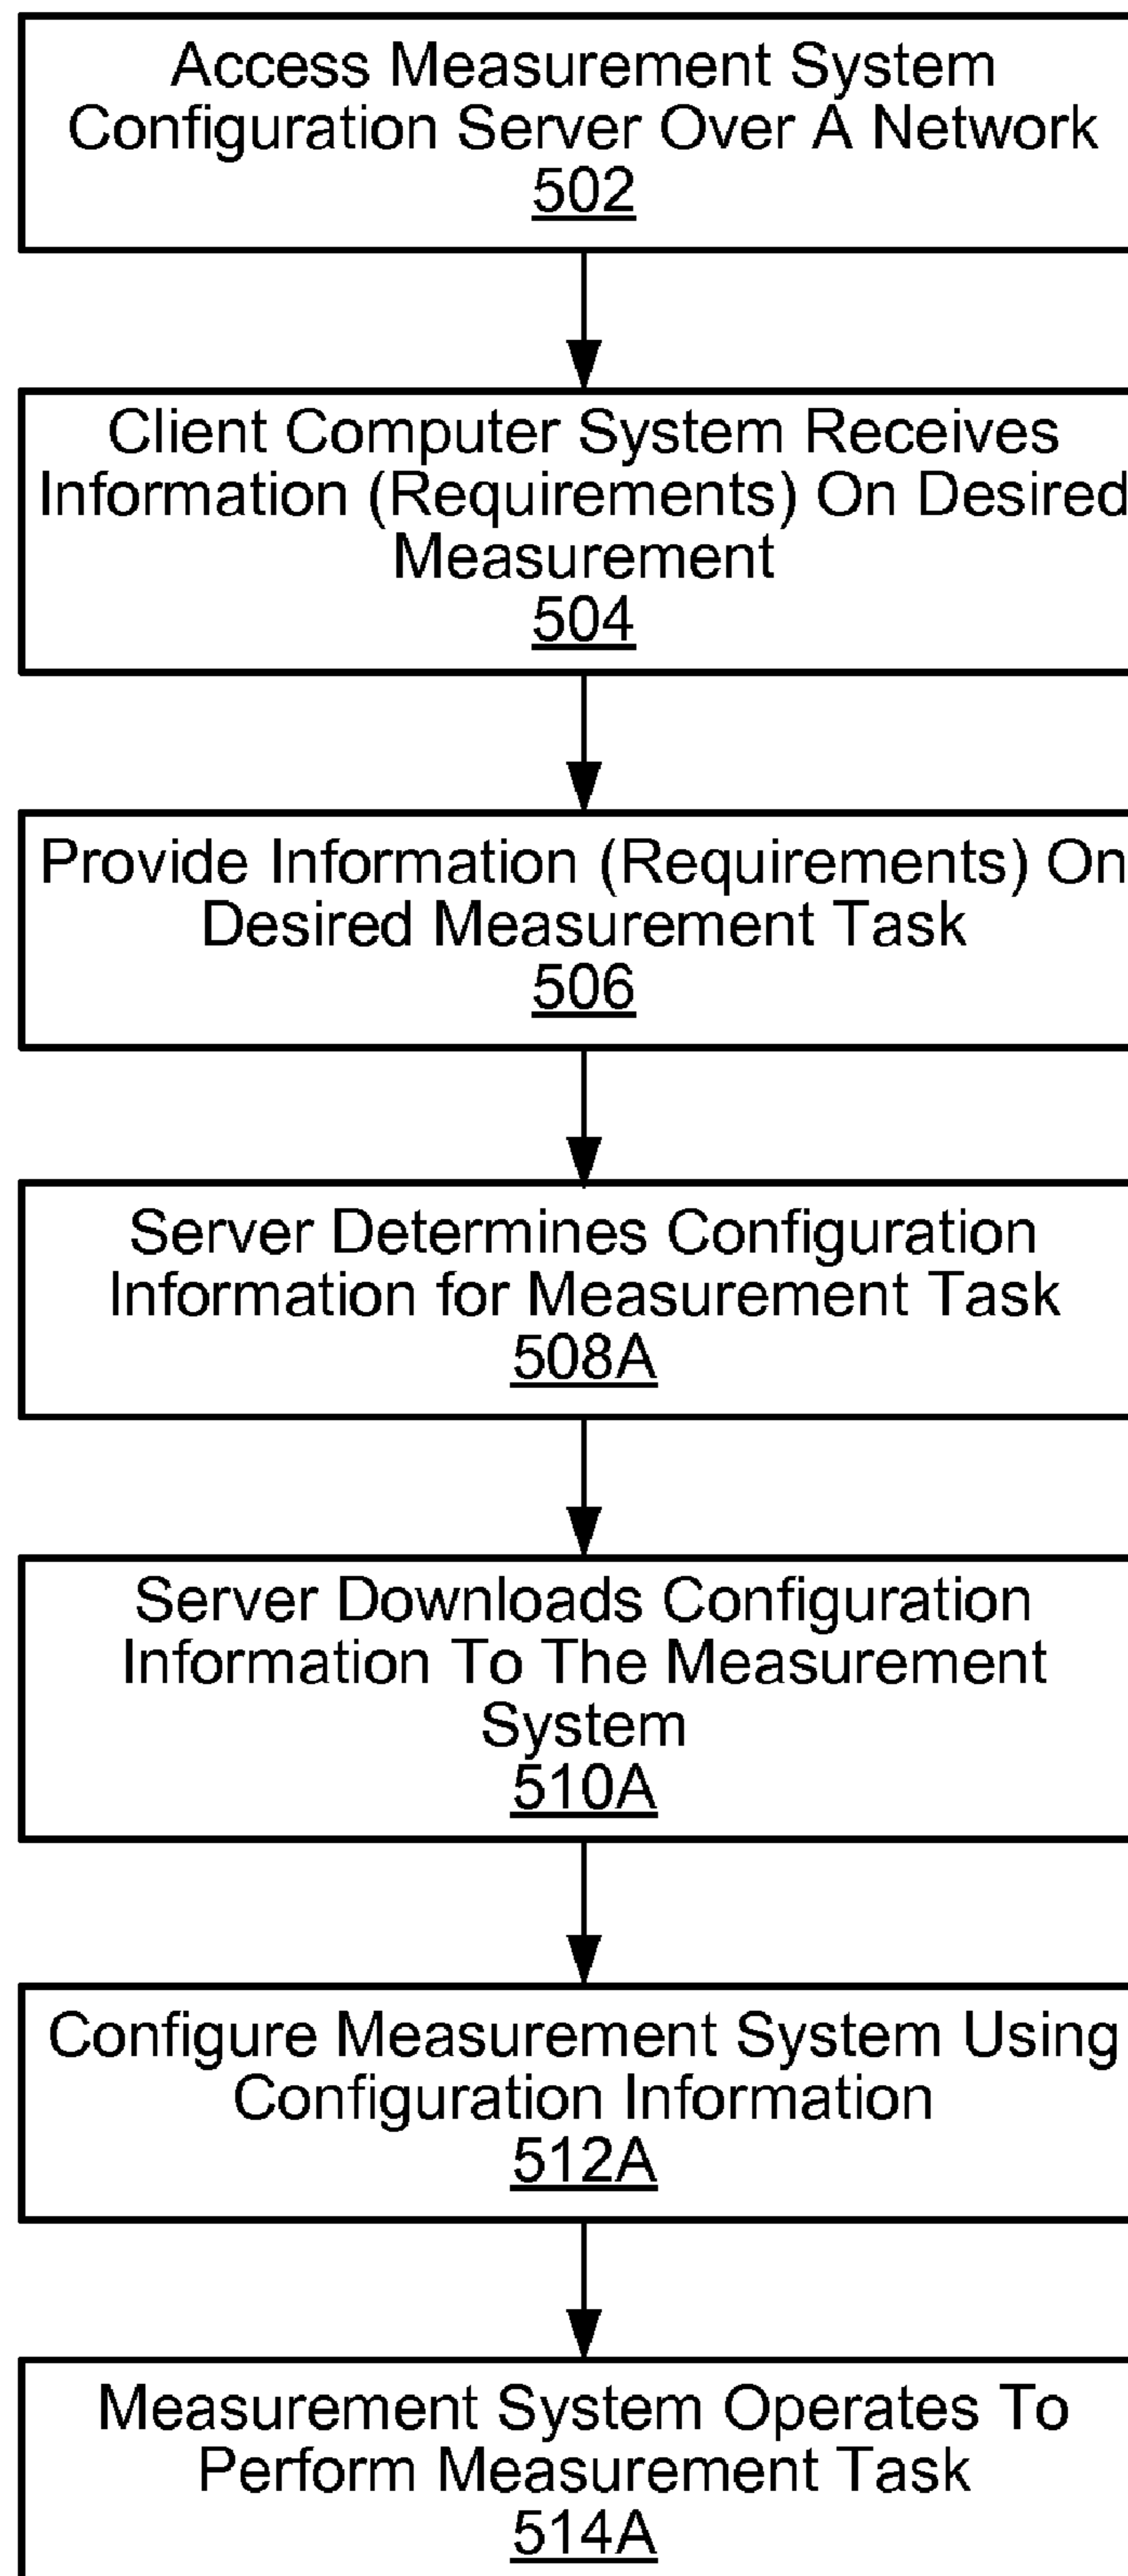 Access Measurement System
Configuration Server Over A Network
502
Client Computer System Receives
Information (Requirements) On Desired
Measurement
504
Provide Information (Requirements) On
Desired Measurement Task
506
Server Determines Configuration
Information for Measurement Task
508A
Server Downloads Configuration
Information To The Measurement
System
510A
Configure Measurement System Using
Configuration Information
512A
Measurement System Operates To
Perform Measurement Task
514A